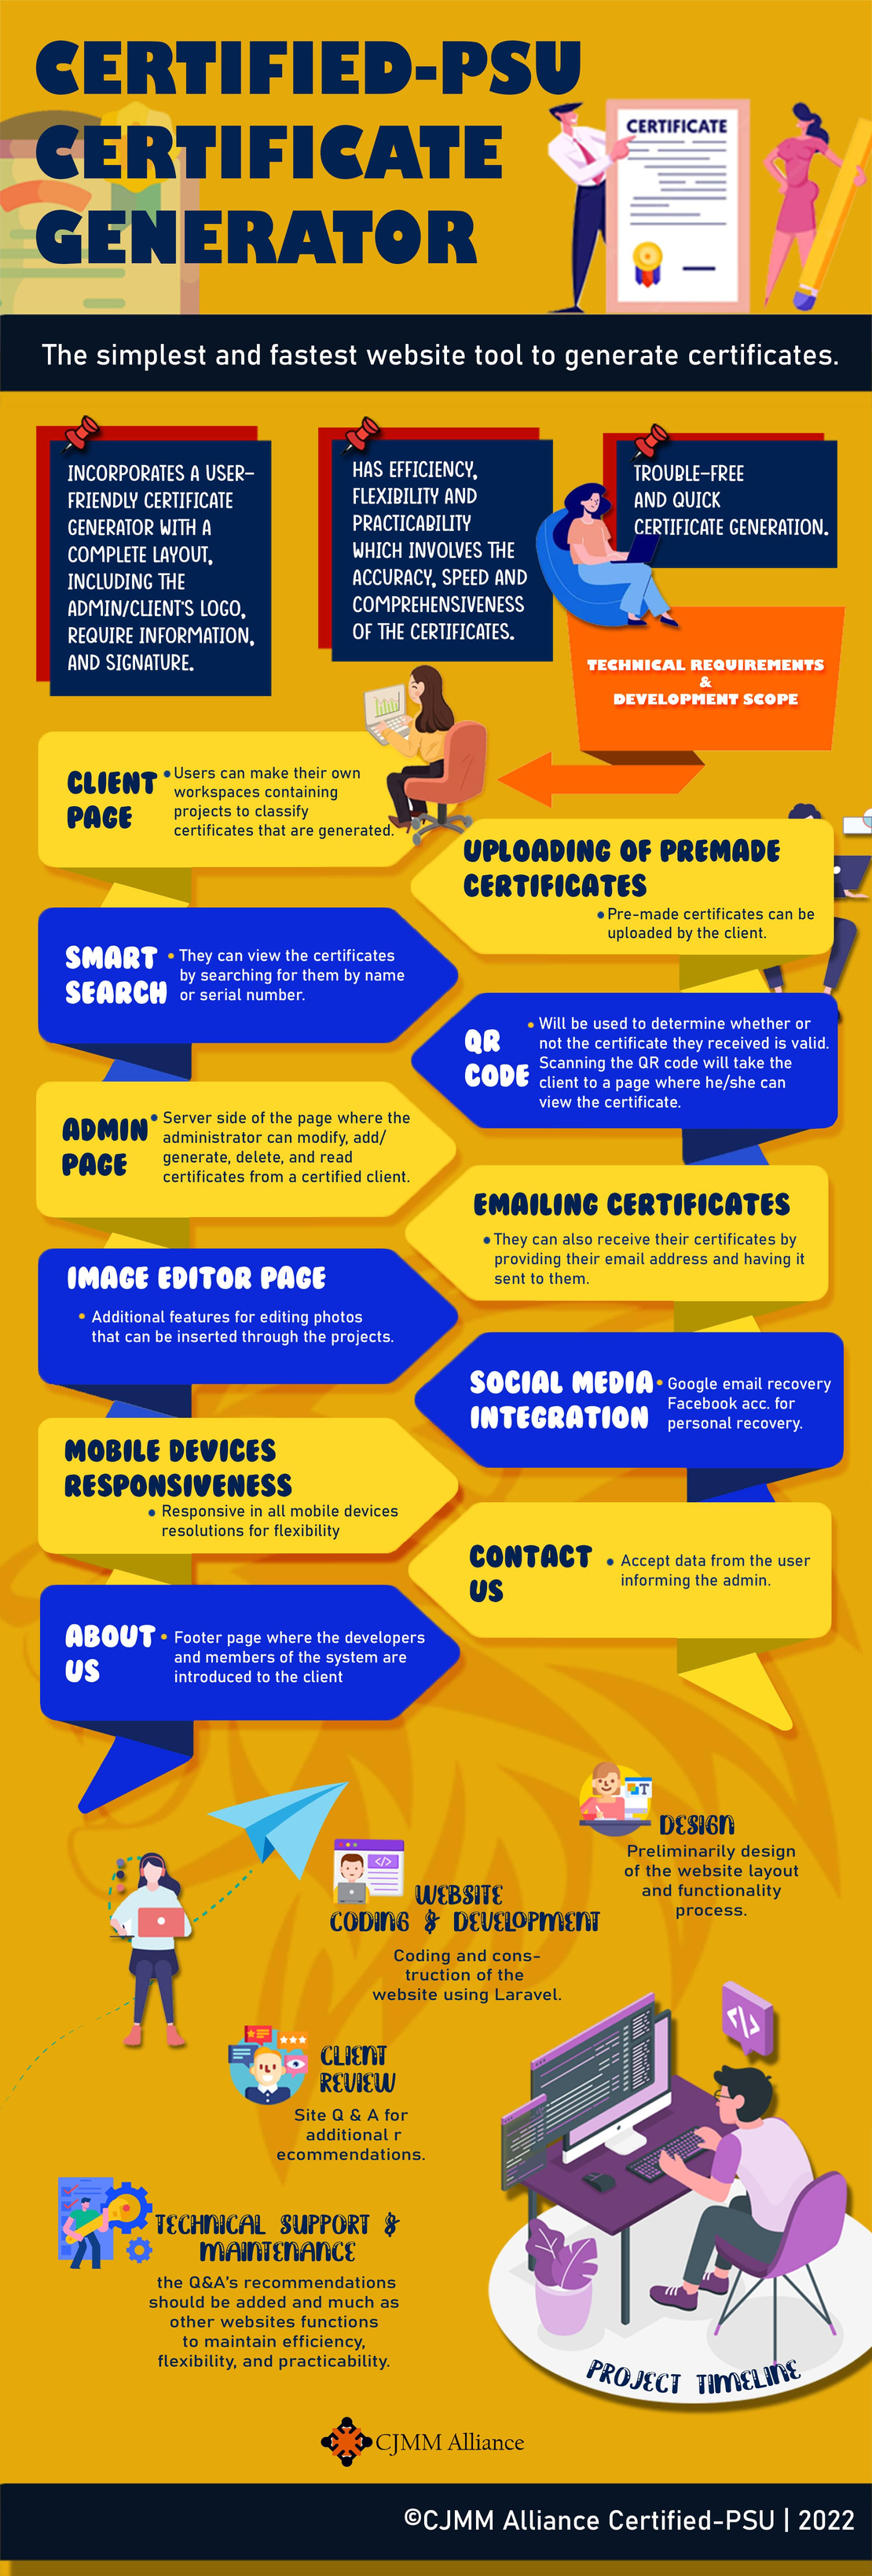 CERTIFIED-PSU
CERTIFICATE
GENERATOR
CERTIFICATE
The simplest and fastest website tool to generate certificates.
INCORPORATES A USER-
FRIENDLY CERTIFICATE
GENERATOR WITH A
COMPLETE LAYOUT,
INCLUDING THE
ADMIN/CLIENT'S LOGO,
REQUIRE INFORMATION,
AND SIGNATURE.
HAS EFFICIENCY,
FLEXIBILITY AND
PRACTICABILITY
WHICH INVOLVES THE
ACCURACY, SPEED AND
COMPREHENSIVENESS
OF THE CERTIFICATES.
TROUBLE-FREE
AND QUICK
CERTIFICATE GENERATION.
TECHNICAL REQUIREMENTS
&
DEVELOPMENT SCOPE
CLIENT
PAGE
• Users can make their own
workspaces containing
projects to classify
certificates that are generated.
UPLOADING OF PREMADE
CERTIFICATES
• Pre-made certificates can be
uploaded by the client.
SMART
SEARCH
• They can view the certificates
by searching for them by name
or serial number.
QR
CODE
• Will be used to determine whether or
not the certificate they received is valid.
Scanning the QR code will take the
client to a page where he/she can
view the certificate.
ADMIN
PAGE
• Server side of the page where the
administrator can modify, add/
generate, delete, and read
certificates from a certified client.
EMAILING CERTIFICATES
• They can also receive their certificates by
providing their email address and having it
sent to them.
IMAGE EDITOR PAGE
• Additional features for editing photos
that can be inserted through the projects.
SOCIAL MEDIA
INTEGRATION
• Google email recovery
Facebook acc. for
personal recovery.
MOBILE DEVICES
RESPONSIVENESS
• Responsive in all mobile devices
resolutions for flexibility
CONTACT
US
• Accept data from the user
informing the admin.
ABOUT
US
• Footer page where the developers
and members of the system are
introduced to the client
DESIGN
Preliminarily design
of the website layout
and functionality
process.
WEBSITE
CODING & DEVELOPMENT
Coding and cons-
truction of the
website using Laravel.
CLIENT
REVIEW
Site Q & A for
additional r
ecommendations.
TECHNICAL SUPPORT &
MAINTENANCE
the Q&A's recommendations
should be added and much as
other websites functions
to maintain efficiency,
flexibility, and practicability.
PROJECT TIMELINE
CJMM Alliance
©CJMM Alliance Certified-PSU | 2022